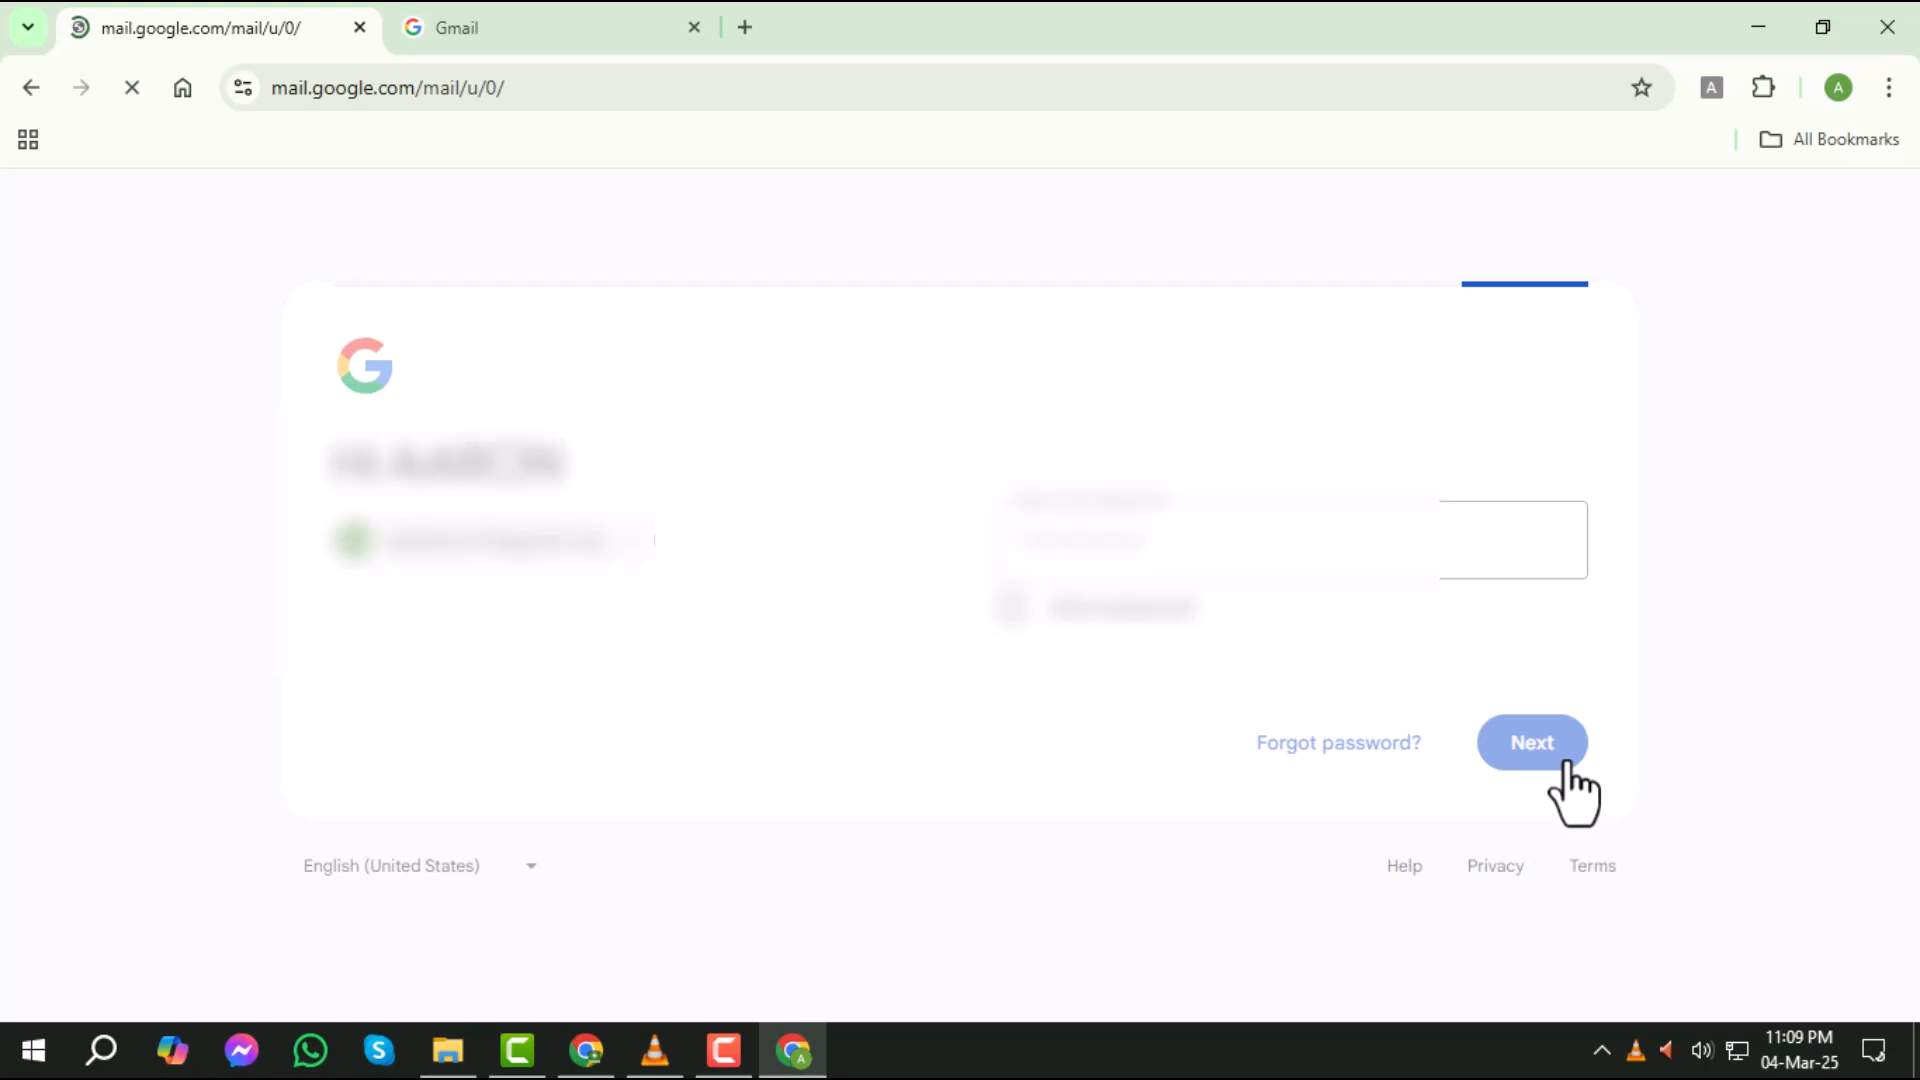 mail.google.com/mail/u/0/
Gmail
mail.google.com/mail/u/0/
A
A
All Bookmarks
Forgot password?
Next
English (United States)
Help
Privacy
Terms
11:09 PM
04-Mar-25